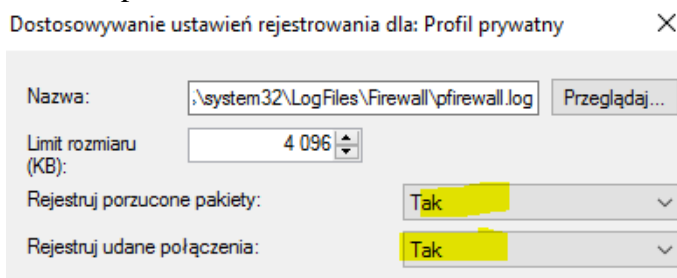 Dostosowywanie ustawień rejestrowania dla: Profil prywatny
Nazwa: :\system32\LogFiles\Firewall\pfirewall.log Przeglądaj...
Limit rozmiaru (KB): 4 096
Rejestruj porzucone pakiety: Tak
Rejestruj udane połączenia: Tak